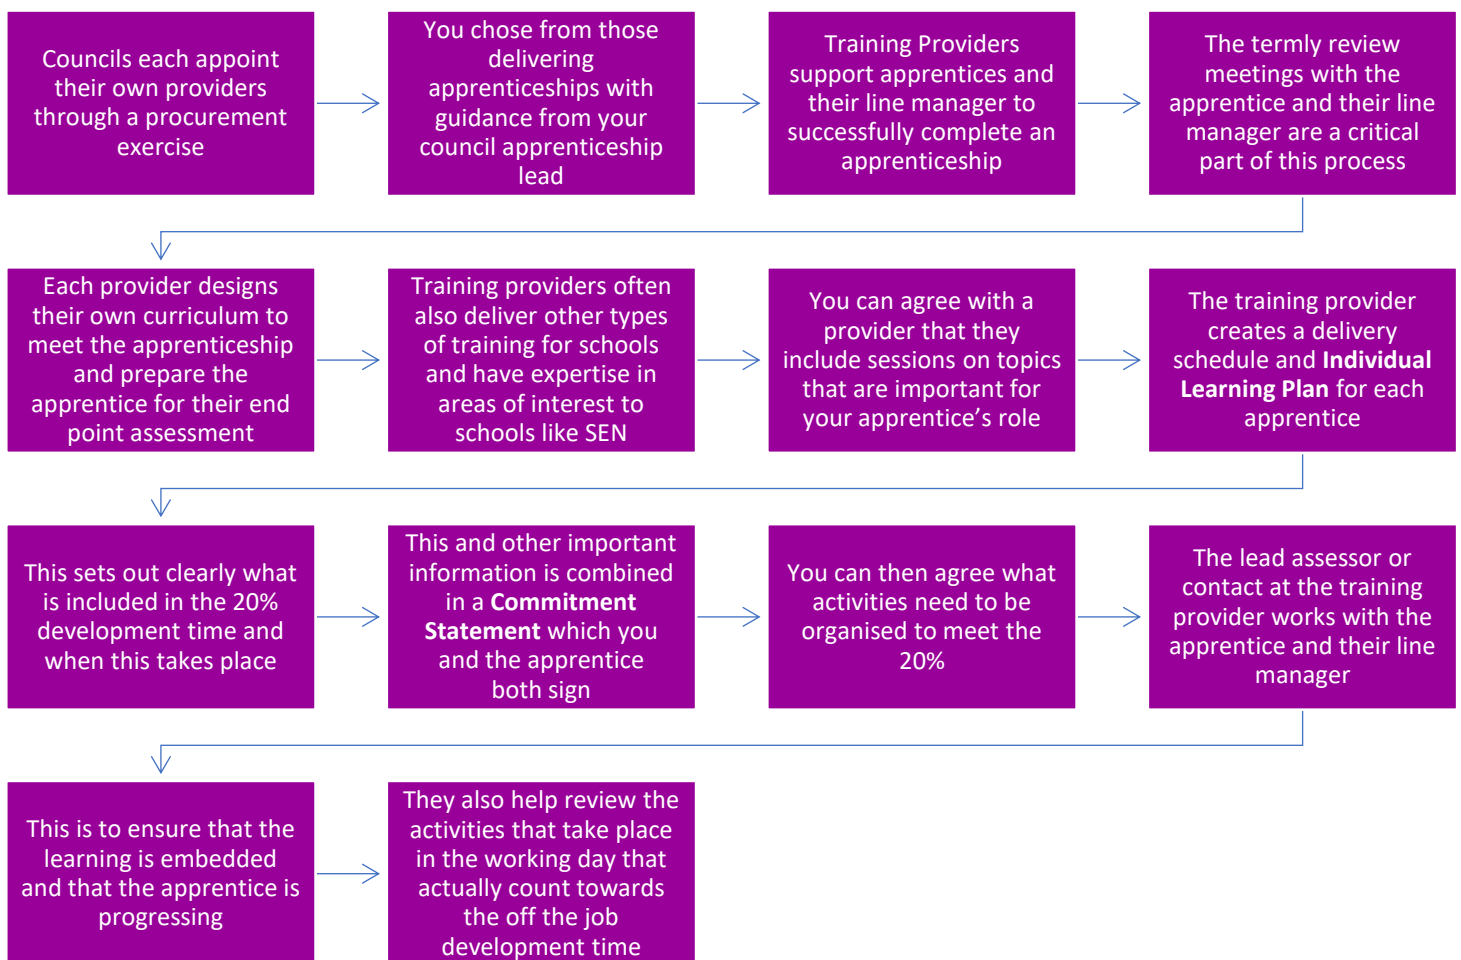 Councils each appoint
their own providers
through a procurement
exercise
You chose from those
delivering
apprenticeships with
guidance from your
council apprenticeship
lead
Training Providers
support apprentices and
their line manager to
successfully complete an
apprenticeship
The termly review
meetings with the
apprentice and their line
manager are a critical
part of this process
Each provider designs
their own curriculum to
meet the apprenticeship
and prepare the
apprentice for their end
point assessment
Training providers often
also deliver other types
of training for schools
and have expertise in
areas of interest to
schools like SEN
You can agree with a
provider that they
include sessions on topics
that are important for
your apprentice’s role
The training provider
creates a delivery
schedule and Individual
Learning Plan for each
apprentice
This sets out clearly what
is included in the 20%
development time and
when this takes place
This and other important
information is combined
in a Commitment
Statement which you
and the apprentice
both sign
You can then agree what
activities need to be
organised to meet the
20%
The lead assessor or
contact at the training
provider works with the
apprentice and their line
manager
This is to ensure that the
learning is embedded
and that the apprentice is
progressing
They also help review the
activities that take place
in the working day that
actually count towards
the off the job
development time